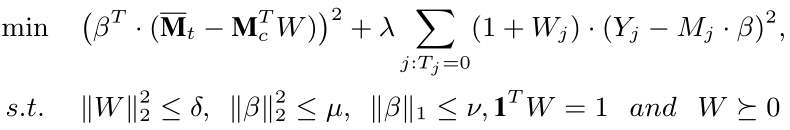 min (β^T · (M̅_t − M_c^T W))^2 + λ ∑_{j:T_j=0} (1 + W_j) · (Y_j − M_j · β)^2,
s.t. ‖W‖_2^2 ≤ δ, ‖β‖_2^2 ≤ μ, ‖β‖_1 ≤ ν, 1^T W = 1 and W ⪰ 0